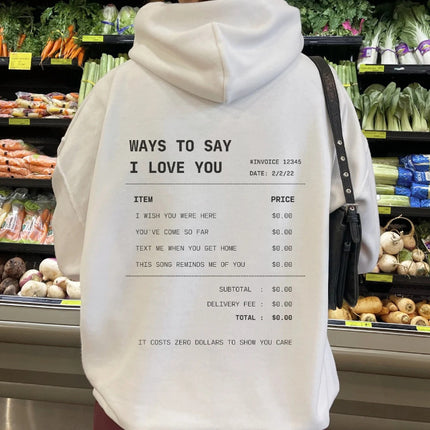 WAYS TO SAY
I LOVE YOU
#INVOICE 12345
DATE: 2/2/22
ITEM PRICE
I WISH YOU WERE HERE $0.00
YOU'VE COME SO FAR $0.00
TEXT ME WHEN YOU GET HOME $0.00
THIS SONG REMINDS ME OF YOU $0.00
SUBTOTAL : $0.00
DELIVERY FEE : $0.00
TOTAL : $0.00
IT COSTS ZERO DOLLARS TO SHOW YOU CARE